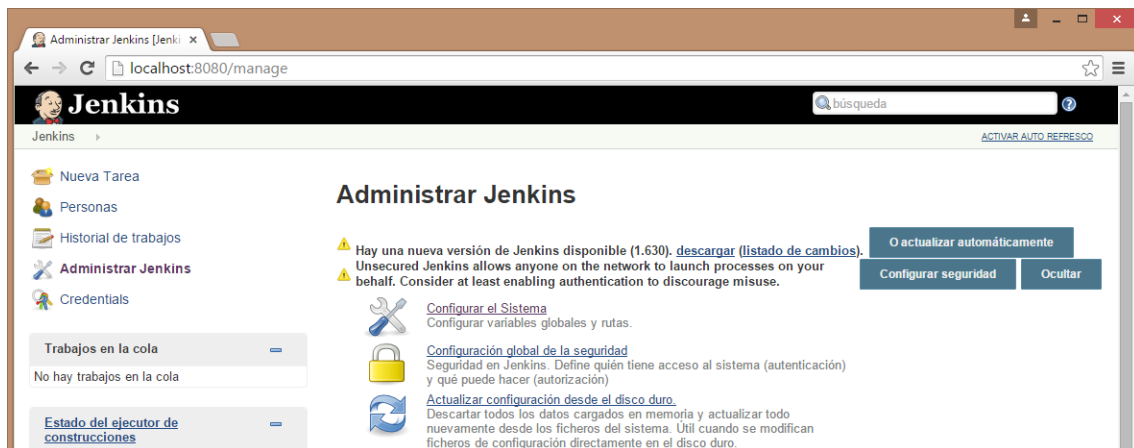 Administrar Jenkins [Jenki
localhost:8080/manage
Jenkins
búsqueda
Jenkins
ACTIVAR AUTO REFRESCO
Nueva Tarea
Personas
Historial de trabajos
Administrar Jenkins
Credentials
Trabajos en la cola
No hay trabajos en la cola
Estado del ejecutor de
construcciones
Administrar Jenkins
Hay una nueva versión de Jenkins disponible (1.630). descargar (listado de cambios).
O actualizar automáticamente
Unsecured Jenkins allows anyone on the network to launch processes on your
behalf. Consider at least enabling authentication to discourage misuse.
Configurar seguridad
Ocultar
Configurar el Sistema
Configurar variables globales y rutas.
Configuración global de la seguridad
Seguridad en Jenkins. Define quién tiene acceso al sistema (autenticación)
y qué puede hacer (autorización)
Actualizar configuración desde el disco duro.
Descartar todos los datos cargados en memoria y actualizar todo
nuevamente desde los ficheros del sistema. Útil cuando se modifican
ficheros de configuración directamente en el disco duro.